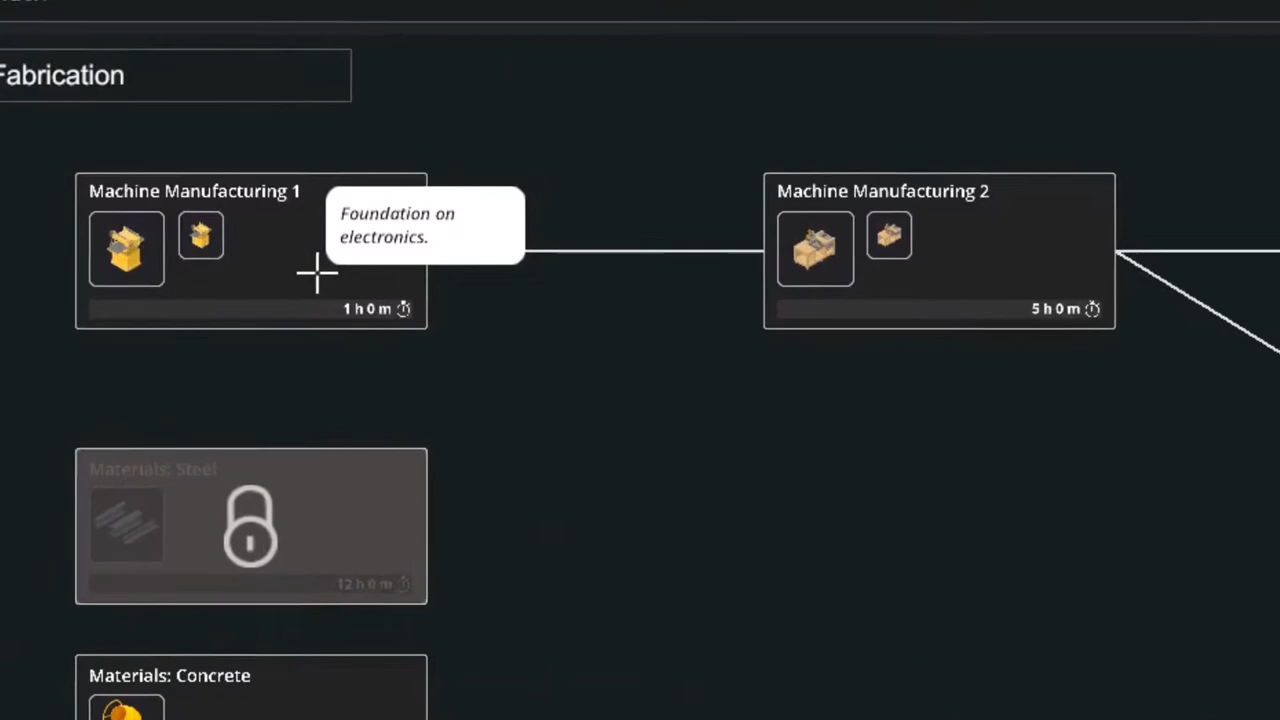 Fabrication
Machine Manufacturing 1
Foundation on
electronics.
1 h 0 m
Machine Manufacturing 2
5 h 0 m
Materials: Steel
12 h 0 m
Materials: Concrete